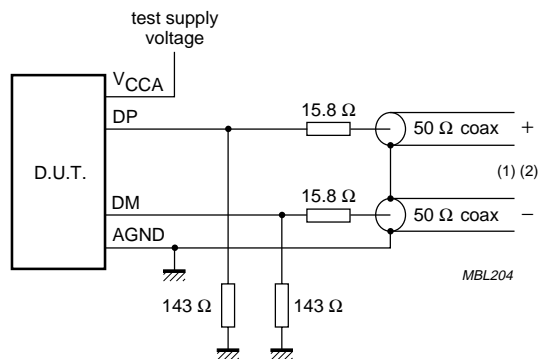 test supply
voltage
VCCA
DP
15.8 Ω
50 Ω coax +
D.U.T.
(1) (2)
15.8 Ω
DM
50 Ω coax −
AGND
MBL204
143 Ω
143 Ω